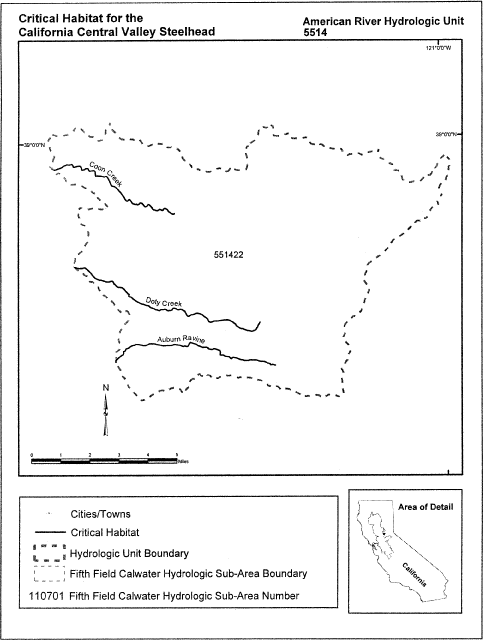 Critical Habitat for the
California Central Valley Steelhead
American River Hydrologic Unit
5514
121°0'0"W
39°0'0"N
39°0'0"N
Coon Creek
551422
Doty Creek
Auburn Ravine
N
0 1 2 3 4 5
Miles
Cities/Towns
Critical Habitat
Hydrologic Unit Boundary
Fifth Field Calwater Hydrologic Sub-Area Boundary
110701 Fifth Field Calwater Hydrologic Sub-Area Number
Area of Detail
California